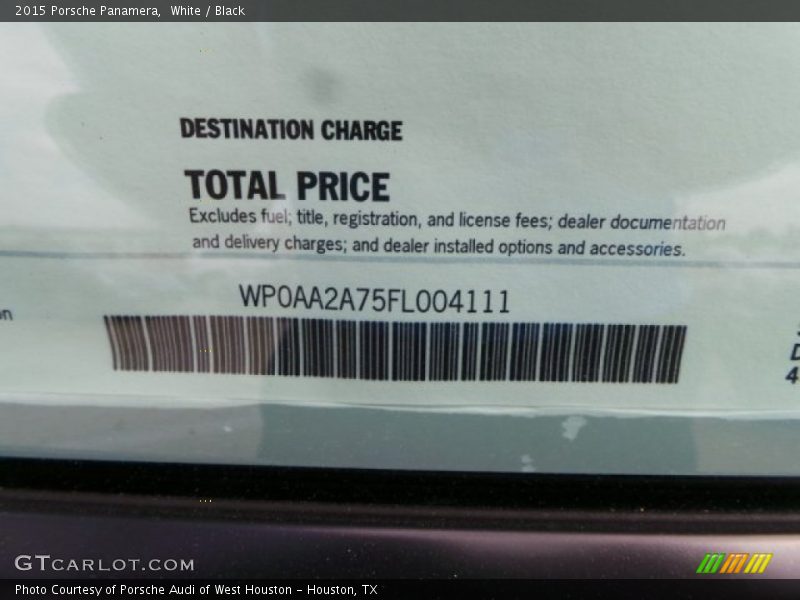 2015 Porsche Panamera,  White / Black
DESTINATION CHARGE
TOTAL PRICE
Excludes fuel; title, registration, and license fees; dealer documentation
and delivery charges; and dealer installed options and accessories.
WP0AA2A75FL004111
GTCARLOT.COM
Photo Courtesy of Porsche Audi of West Houston - Houston, TX